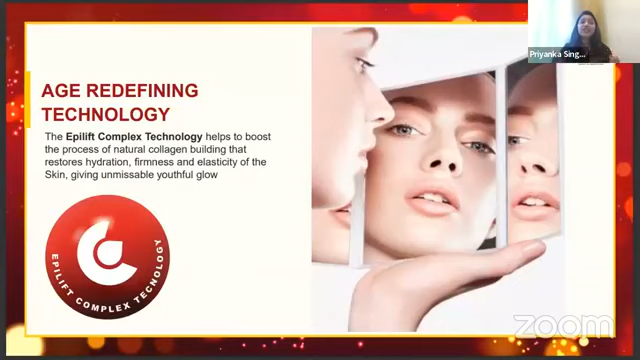 Priyanka Sing...
AGE REDEFINING
TECHNOLOGY
The Epilift Complex Technology helps to boost
the process of natural collagen building that
restores hydration, firmness and elasticity of the
Skin, giving unmissable youthful glow
EPILIFT COMPLEX TECNOLOGY
zoom